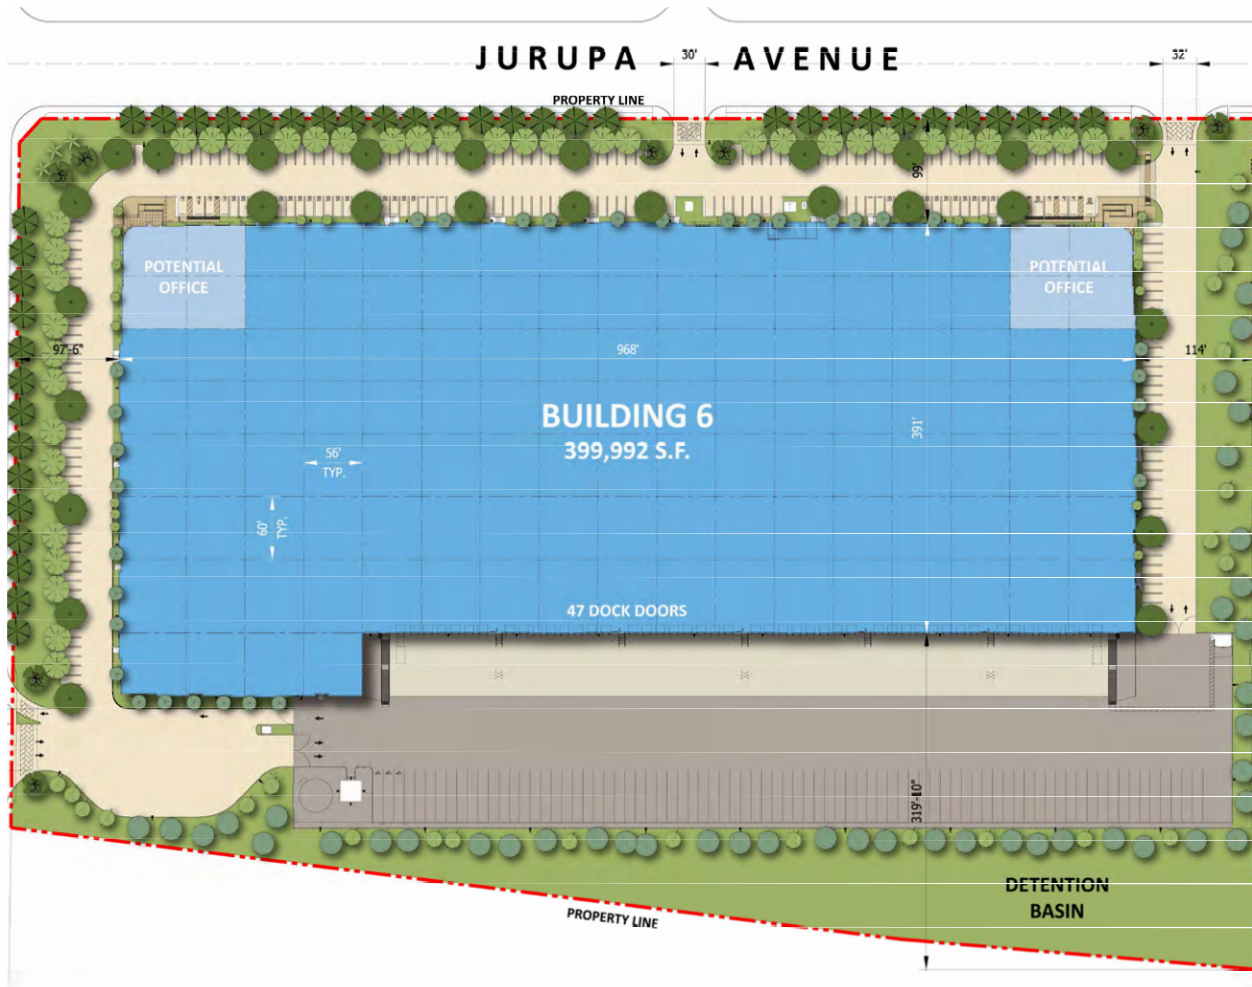 JURUPA AVENUE
30'
32'
PROPERTY LINE
99'
POTENTIAL
OFFICE
POTENTIAL
OFFICE
97'-6"
968'
114'
BUILDING 6
399,992 S.F.
391'
56'
TYP.
60'
TYP.
47 DOCK DOORS
319'-10"
DETENTION
BASIN
PROPERTY LINE